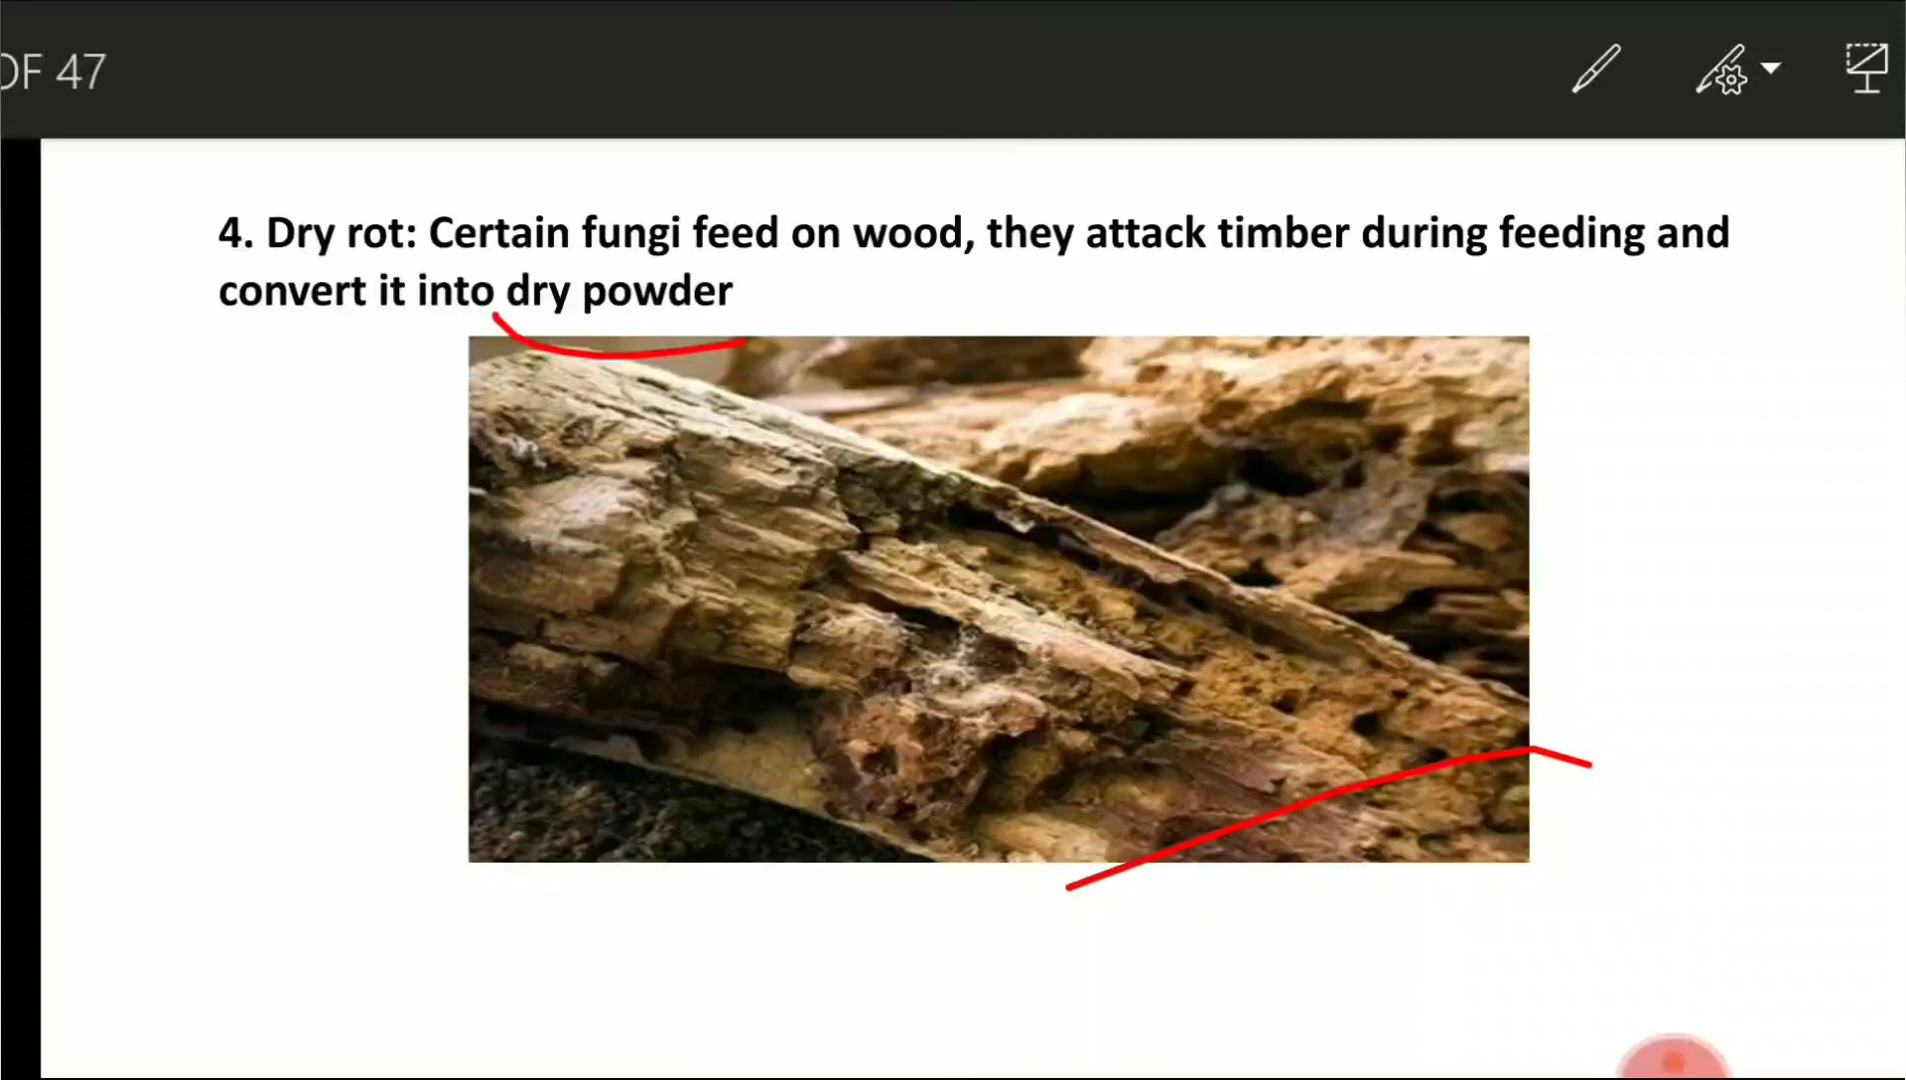 OF 47
4. Dry rot: Certain fungi feed on wood, they attack timber during feeding and
convert it into dry powder